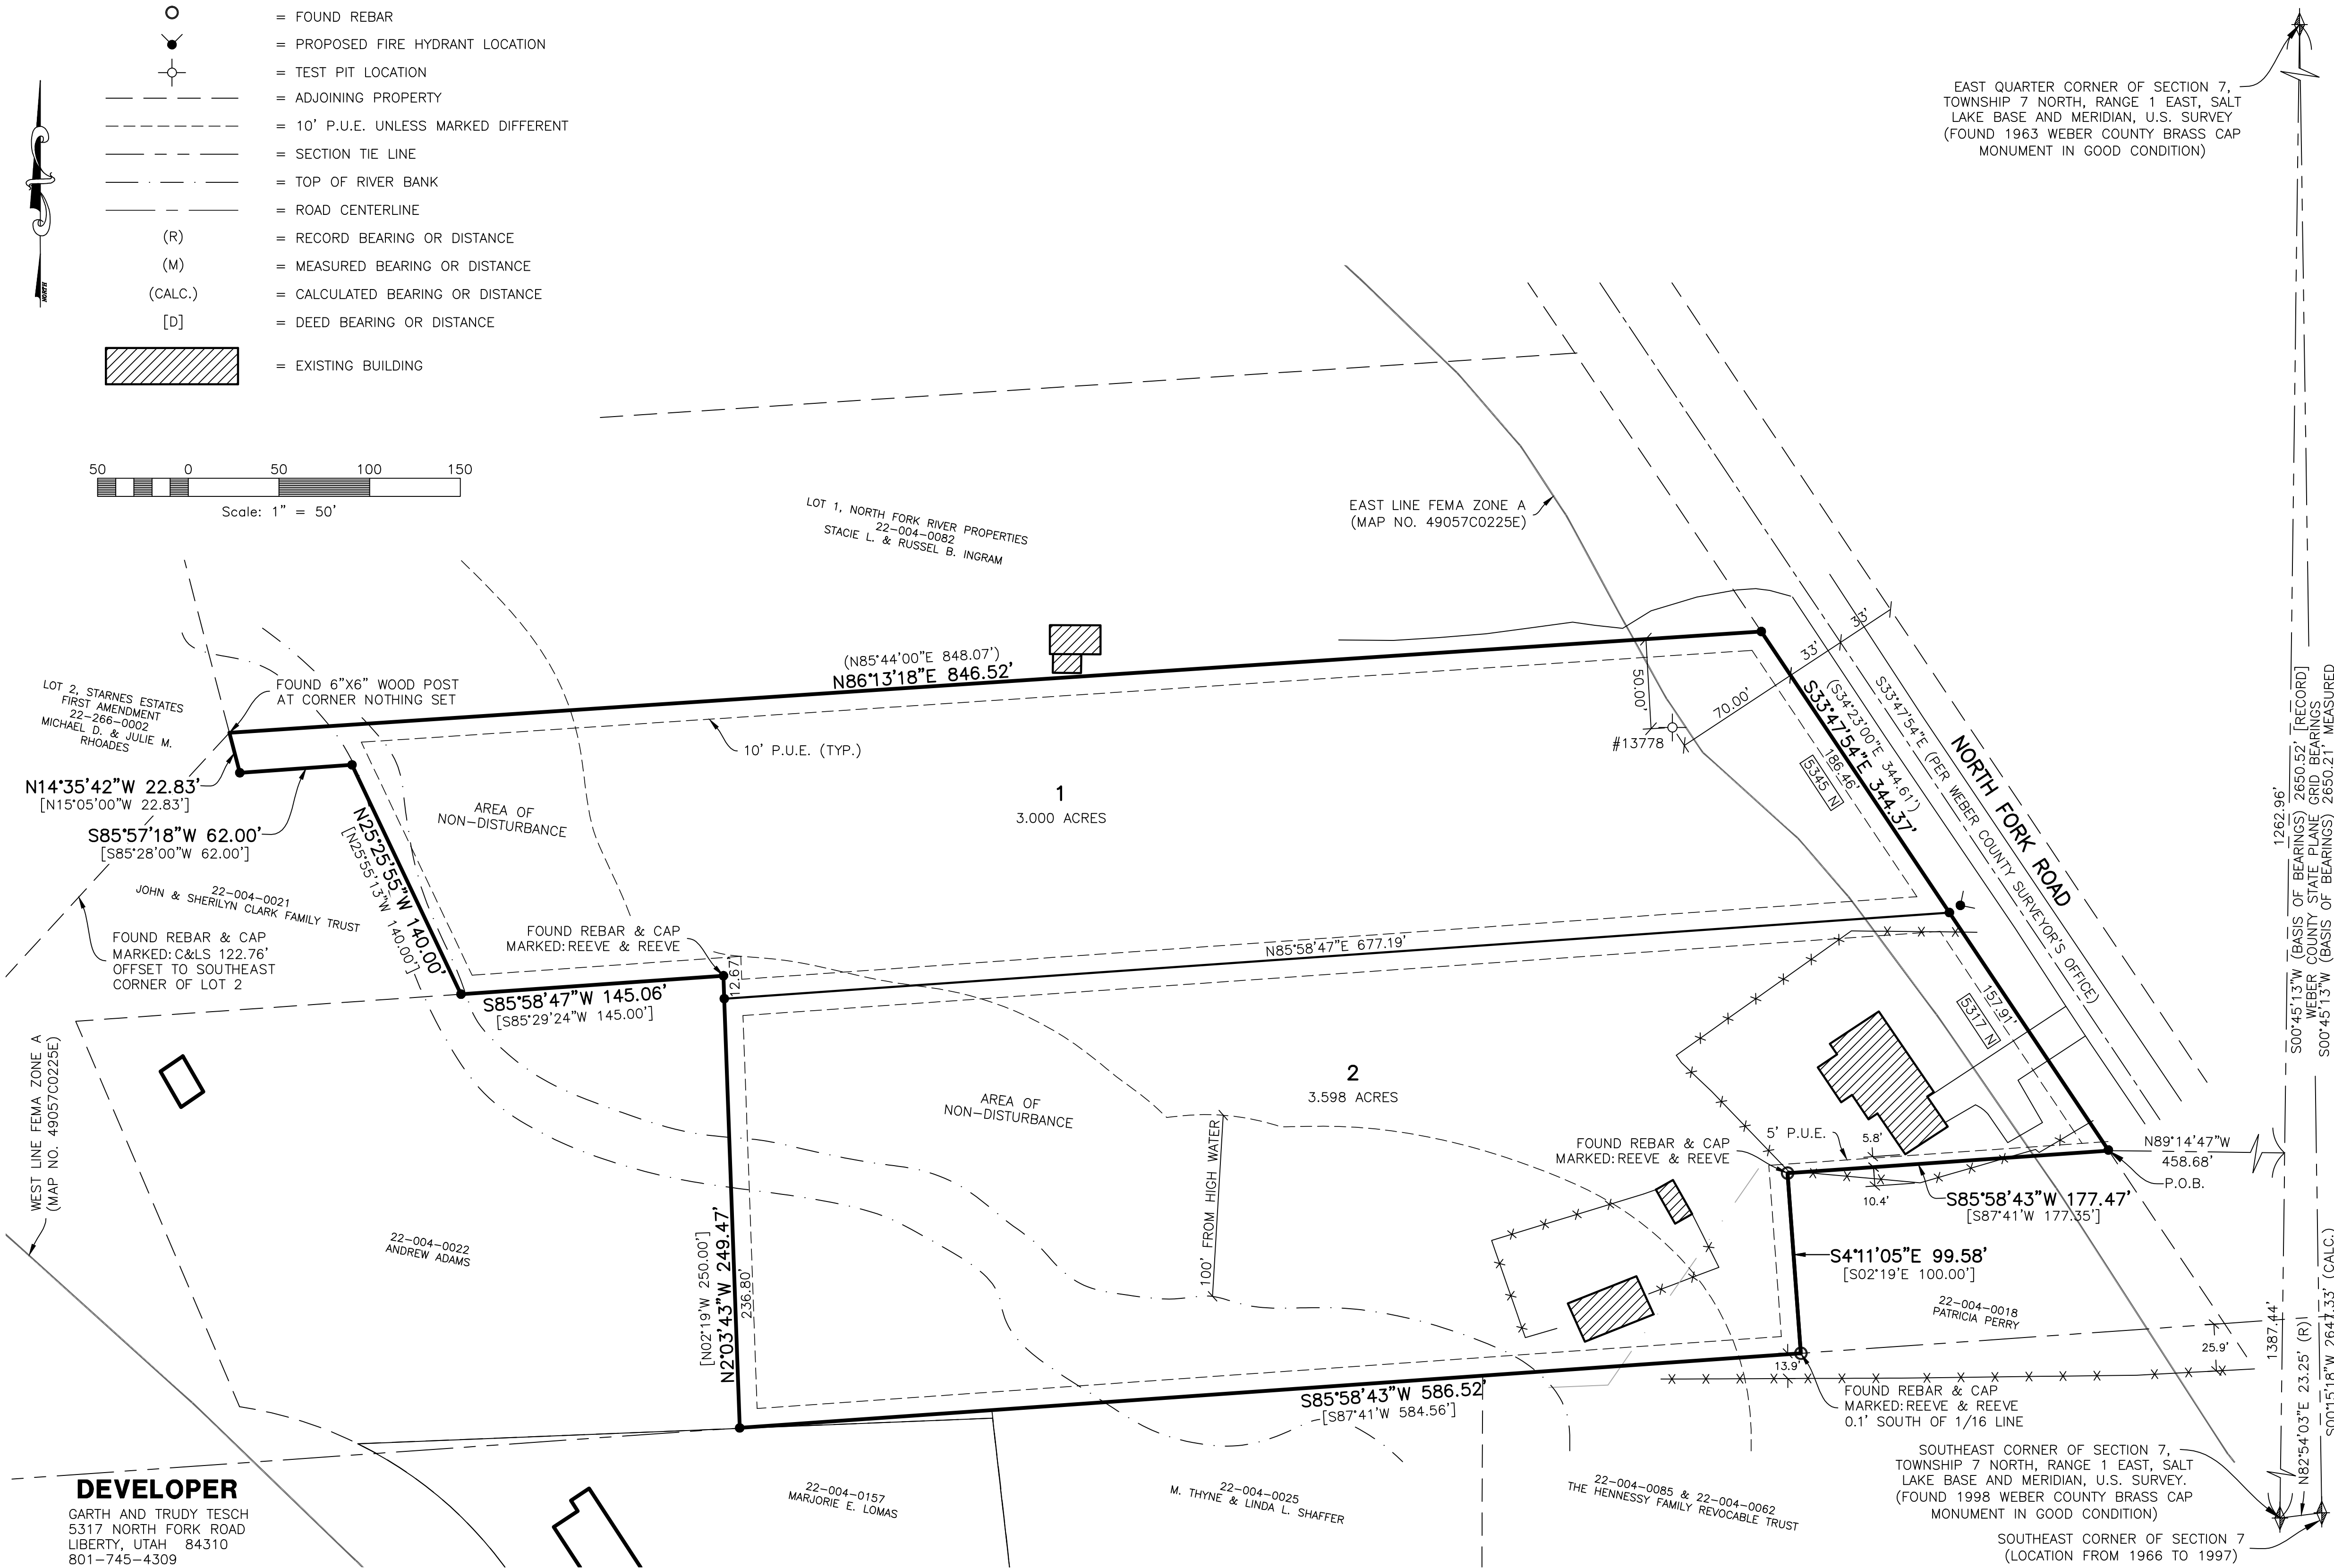 = FOUND REBAR
= PROPOSED FIRE HYDRANT LOCATION
= TEST PIT LOCATION
= ADJOINING PROPERTY
= 10' P.U.E. UNLESS MARKED DIFFERENT
= SECTION TIE LINE
= TOP OF RIVER BANK
= ROAD CENTERLINE
(R) = RECORD BEARING OR DISTANCE
(M) = MEASURED BEARING OR DISTANCE
(CALC.) = CALCULATED BEARING OR DISTANCE
[D] = DEED BEARING OR DISTANCE
= EXISTING BUILDING
NORTH
50 0 50 100 150
Scale: 1" = 50'
EAST QUARTER CORNER OF SECTION 7,
TOWNSHIP 7 NORTH, RANGE 1 EAST, SALT
LAKE BASE AND MERIDIAN, U.S. SURVEY
(FOUND 1963 WEBER COUNTY BRASS CAP
MONUMENT IN GOOD CONDITION)
LOT 1, NORTH FORK RIVER PROPERTIES
22-004-0082
STACIE L. & RUSSEL B. INGRAM
EAST LINE FEMA ZONE A
(MAP NO. 49057C0225E)
(N85°44'00"E 848.07')
N86°13'18"E 846.52'
FOUND 6"X6" WOOD POST
AT CORNER NOTHING SET
LOT 2, STARNES ESTATES
FIRST AMENDMENT
22-266-0002
MICHAEL D. & JULIE M.
RHOADES
N14°35'42"W 22.83'
[N15°05'00"W 22.83']
S85°57'18"W 62.00'
[S85°28'00"W 62.00']
10' P.U.E. (TYP.)
AREA OF
NON-DISTURBANCE
1
3.000 ACRES
50.00'
70.00'
33'
33'
#13778
S33°47'54"E 344.37'
(S34°23'00"E 344.61')
186.46'
5345 N
S33°47'54"E (PER WEBER COUNTY SURVEYOR'S OFFICE)
NORTH FORK ROAD
N25°25'55"W 140.00'
[N25°55'13"W 140.00']
22-004-0021
JOHN & SHERILYN CLARK FAMILY TRUST
FOUND REBAR & CAP
MARKED: C&LS 122.76'
OFFSET TO SOUTHEAST
CORNER OF LOT 2
FOUND REBAR & CAP
MARKED: REEVE & REEVE
S85°58'47"W 145.06'
[S85°29'24"W 145.00']
12.67'
N85°58'47"E 677.19'
157.91'
5317 N
WEST LINE FEMA ZONE A
(MAP NO. 49057C0225E)
2
3.598 ACRES
AREA OF
NON-DISTURBANCE
100' FROM HIGH WATER
FOUND REBAR & CAP
MARKED: REEVE & REEVE
5' P.U.E.
5.8'
10.4'
N89°14'47"W
458.68'
P.O.B.
S85°58'43"W 177.47'
[S87°41'W 177.35']
S4°11'05"E 99.58'
[S02°19'E 100.00']
22-004-0018
PATRICIA PERRY
25.9'
13.9'
22-004-0022
ANDREW ADAMS
[N02°19'W 250.00']
N2°03'43"W 249.47'
236.80'
S85°58'43"W 586.52'
[S87°41'W 584.56']
FOUND REBAR & CAP
MARKED: REEVE & REEVE
0.1' SOUTH OF 1/16 LINE
1262.96'
S00°45'13"W (BASIS OF BEARINGS) 2650.52' [RECORD]
WEBER COUNTY STATE PLANE GRID BEARINGS
S00°45'13"W (BASIS OF BEARINGS) 2650.21' MEASURED
1387.44'
N82°54'03"E 23.25' (R)
S00°15'18"W 2647.33' (CALC.)
SOUTHEAST CORNER OF SECTION 7,
TOWNSHIP 7 NORTH, RANGE 1 EAST, SALT
LAKE BASE AND MERIDIAN, U.S. SURVEY.
(FOUND 1998 WEBER COUNTY BRASS CAP
MONUMENT IN GOOD CONDITION)
SOUTHEAST CORNER OF SECTION 7
(LOCATION FROM 1966 TO 1997)
22-004-0157
MARJORIE E. LOMAS
22-004-0025
M. THYNE & LINDA L. SHAFFER
22-004-0085 & 22-004-0062
THE HENNESSY FAMILY REVOCABLE TRUST
DEVELOPER
GARTH AND TRUDY TESCH
5317 NORTH FORK ROAD
LIBERTY, UTAH 84310
801-745-4309